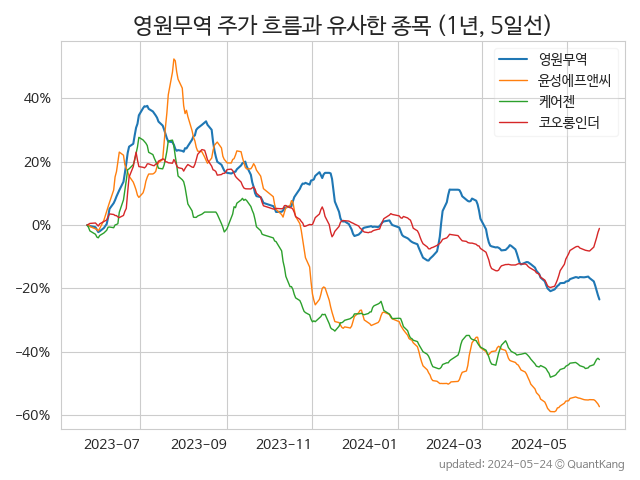 영원무역 주가 흐름과 유사한 종목 (1년, 5일선)
영원무역
윤성에프앤씨
케어젠
코오롱인더
40%
20%
0%
−20%
−40%
−60%
2023-07
2023-09
2023-11
2024-01
2024-03
2024-05
updated: 2024-05-24 © QuantKang